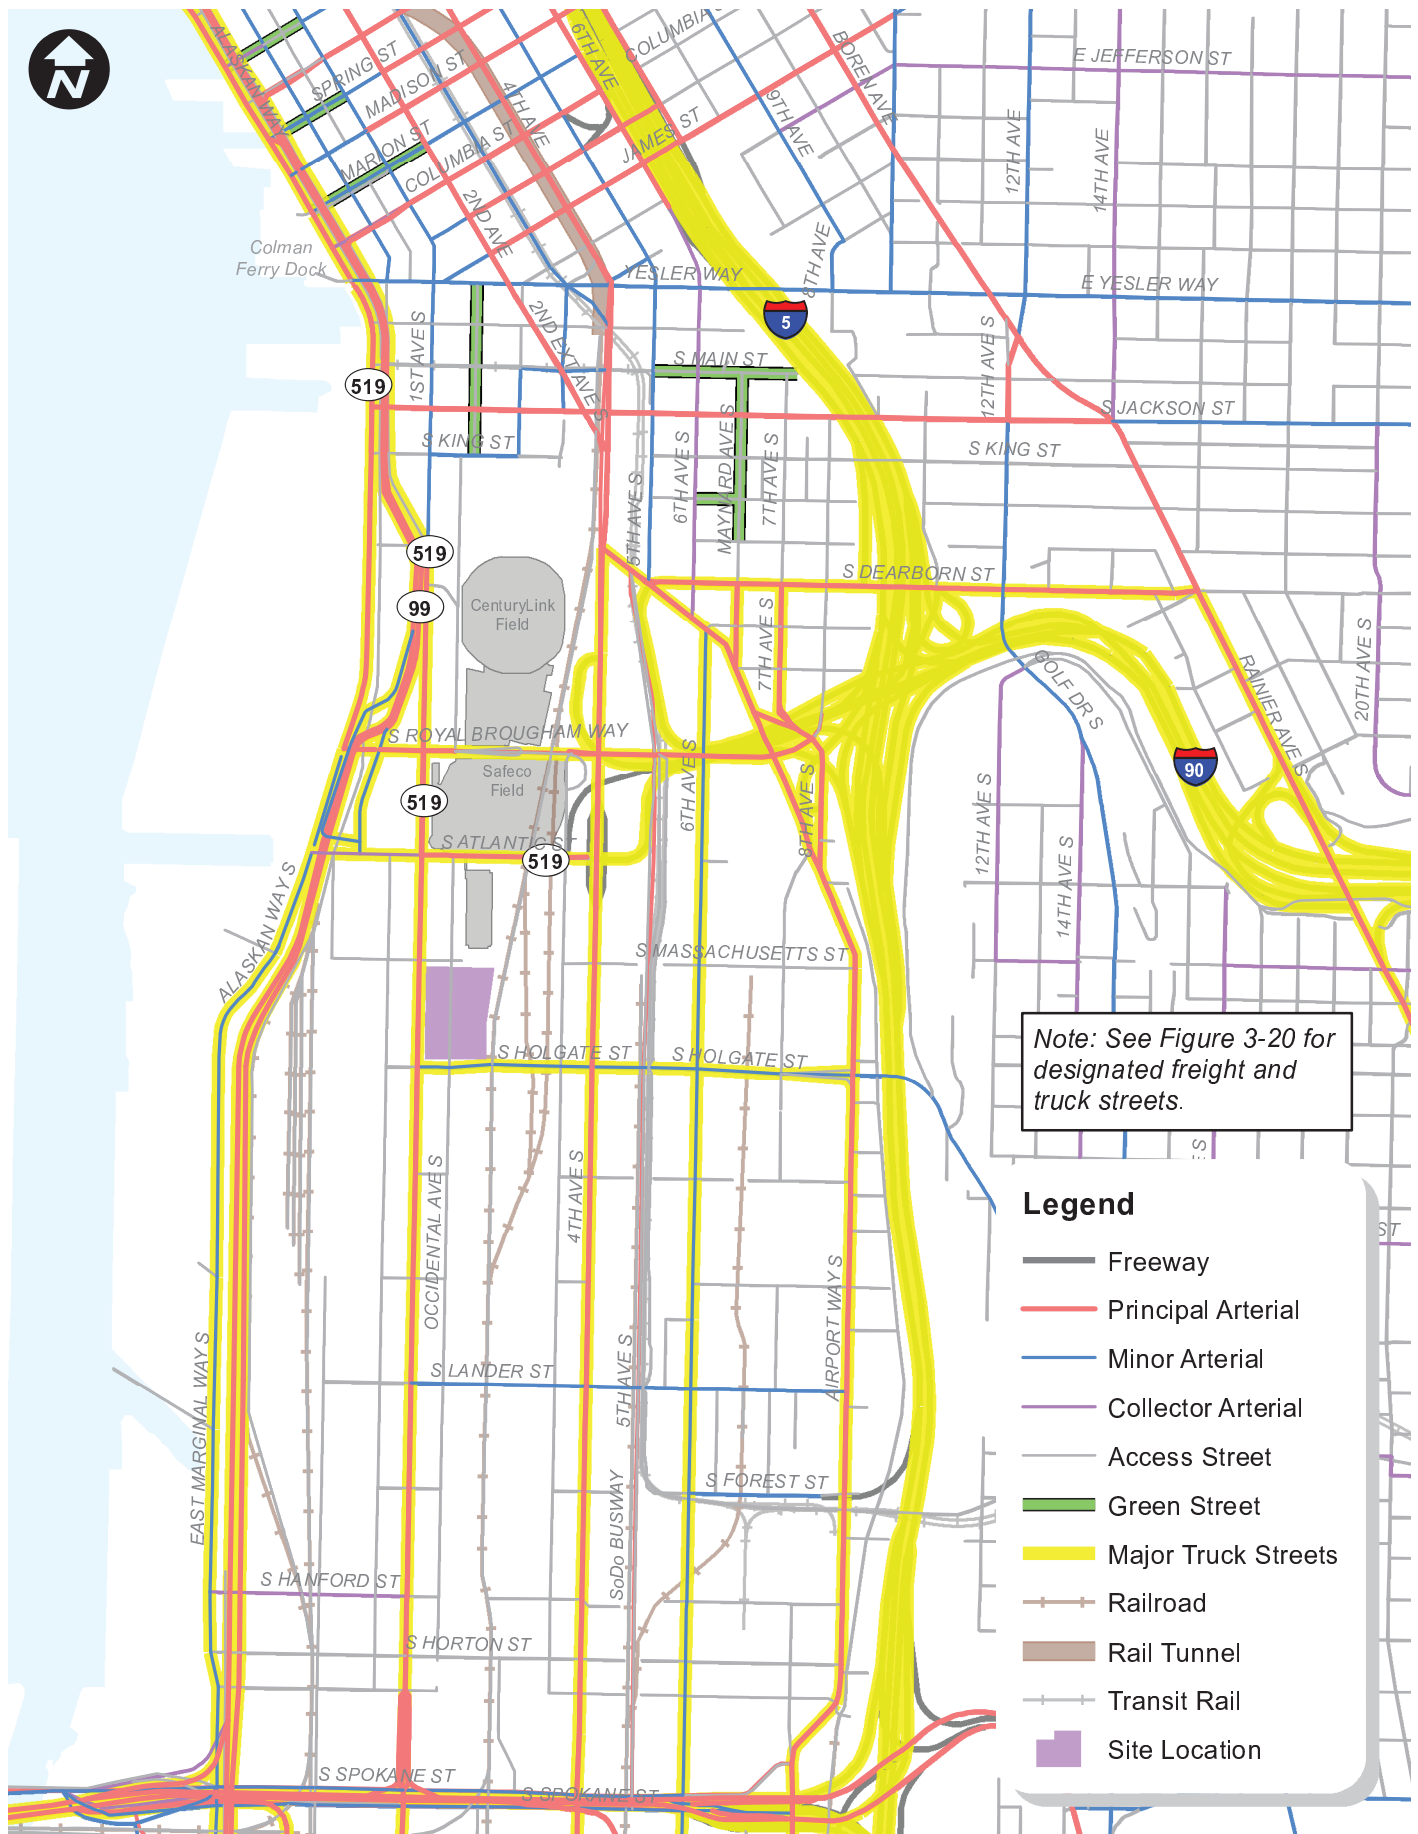 N
ALASKAN WAY
SPRING ST
MADISON ST
MARION ST
COLUMBIA ST
4TH AVE
6TH AVE
COLUMBIA S
JAMES ST
BOREN AVE
9TH AVE
E JEFFERSON ST
12TH AVE
14TH AVE
2ND AVE
Colman
Ferry Dock
YESLER WAY
8TH AVE
E YESLER WAY
5
1ST AVE S
2ND EXT AVE S
S MAIN ST
12TH AVE S
519
S JACKSON ST
S KING ST
S KING ST
6TH AVE S
MAYNARD AVE S
7TH AVE S
5TH AVE S
519
S DEARBORN ST
99
CenturyLink
Field
7TH AVE S
GOLF DR S
RAINIER AVE S
20TH AVE S
S ROYAL BROUGHAM WAY
6TH AVE S
8TH AVE S
90
Safeco
Field
519
12TH AVE S
14TH AVE S
S ATLANTIC ST
519
ALASKAN WAY S
S MASSACHUSETTS ST
S HOLGATE ST
S HOLGATE ST
Note: See Figure 3-20 for
designated freight and
truck streets.
E S
OCCIDENTAL AVE S
4TH AVE S
AIRPORT WAY S
ST
EAST MARGINAL WAY S
S LANDER ST
5TH AVE S
S FOREST ST
SoDo BUSWAY
S HANFORD ST
S HORTON ST
S SPOKANE ST
S SPOKANE ST
Legend
Freeway
Principal Arterial
Minor Arterial
Collector Arterial
Access Street
Green Street
Major Truck Streets
Railroad
Rail Tunnel
Transit Rail
Site Location